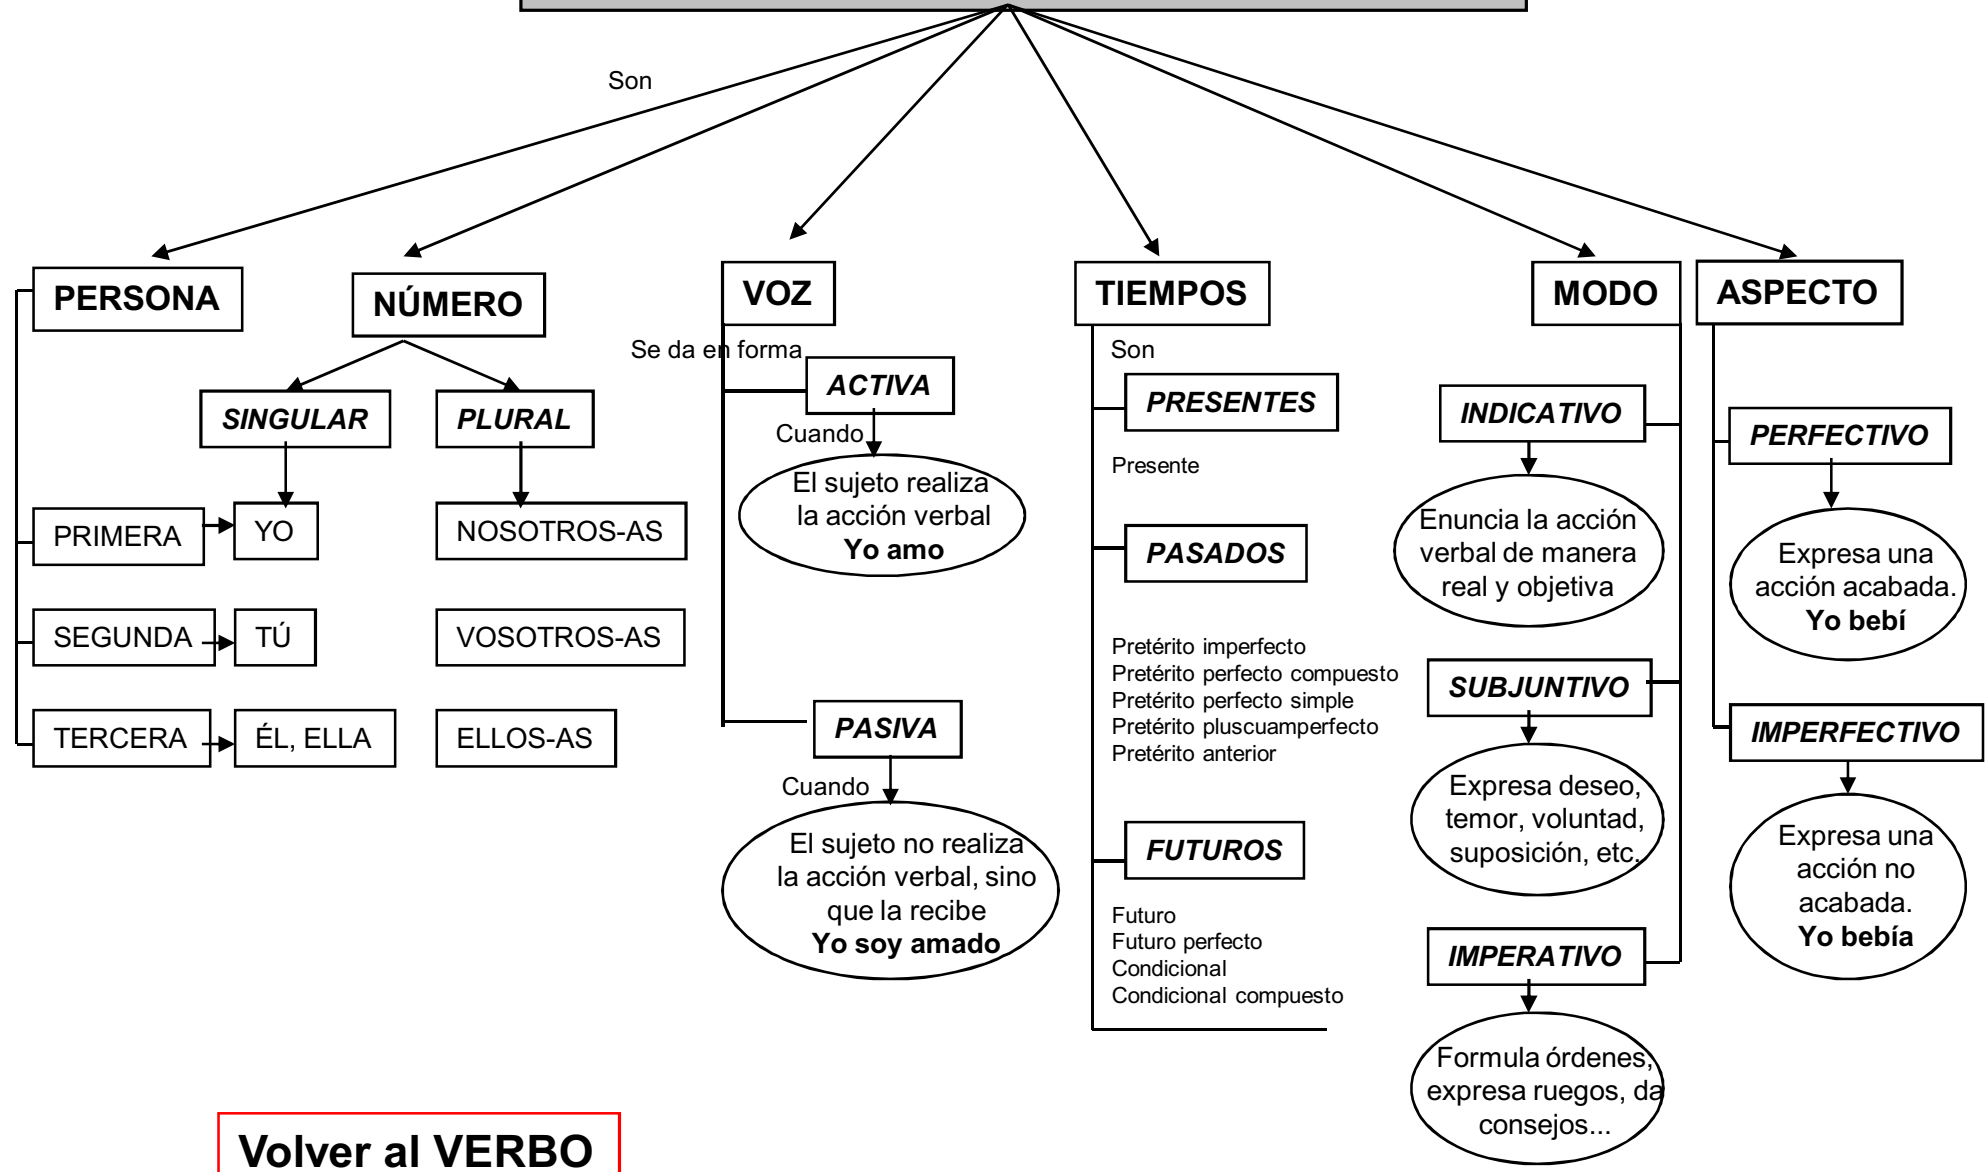 Son
PERSONA
NÚMERO
SINGULAR
PLURAL
PRIMERA
YO
NOSOTROS-AS
SEGUNDA
TÚ
VOSOTROS-AS
TERCERA
ÉL, ELLA
ELLOS-AS
VOZ
Se da en forma
ACTIVA
Cuando
El sujeto realiza
la acción verbal
Yo amo
PASIVA
Cuando
El sujeto no realiza
la acción verbal, sino
que la recibe
Yo soy amado
TIEMPOS
Son
PRESENTES
Presente
PASADOS
Pretérito imperfecto
Pretérito perfecto compuesto
Pretérito perfecto simple
Pretérito pluscuamperfecto
Pretérito anterior
FUTUROS
Futuro
Futuro perfecto
Condicional
Condicional compuesto
MODO
INDICATIVO
Enuncia la acción
verbal de manera
real y objetiva
SUBJUNTIVO
Expresa deseo,
temor, voluntad,
suposición, etc.
IMPERATIVO
Formula órdenes,
expresa ruegos, da
consejos...
ASPECTO
PERFECTIVO
Expresa una
acción acabada.
Yo bebí
IMPERFECTIVO
Expresa una
acción no
acabada.
Yo bebía
Volver al VERBO